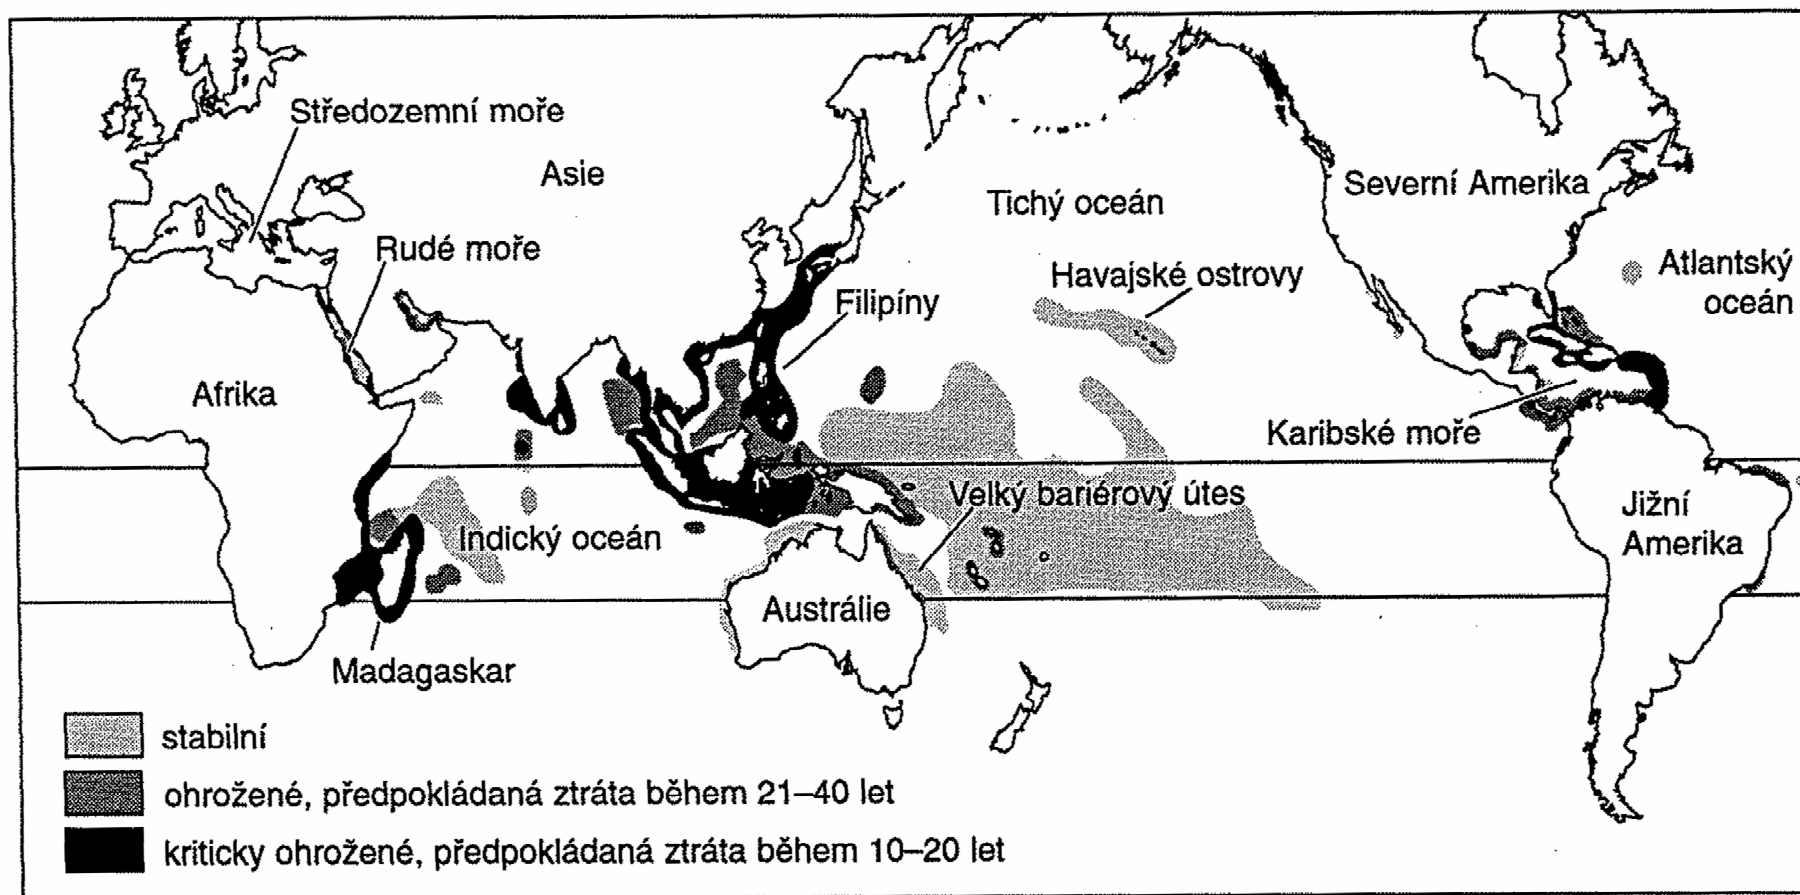 Středozemní moře
Asie
Tichý oceán
Severní Amerika
Rudé moře
Havajské ostrovy
Atlantský
oceán
Filipíny
Afrika
Karibské moře
Velký bariérový útes
Jižní
Amerika
Indický oceán
Austrálie
Madagaskar
stabilní
ohrožené, předpokládaná ztráta během 21–40 let
kriticky ohrožené, předpokládaná ztráta během 10–20 let